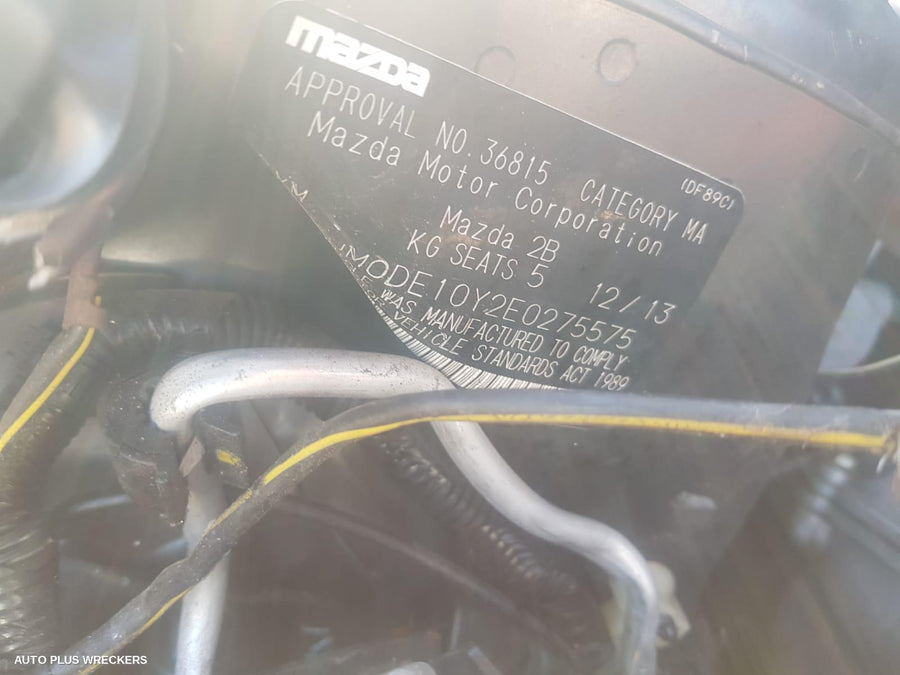 mazda
(DF89C)
APPROVAL NO. 36815 CATEGORY MA
Mazda Motor Corporation
Mazda 2B
KG SEATS 5 12/13
JM0DE10Y2E0275575
WAS MANUFACTURED TO COMPLY
VEHICLE STANDARDS ACT 1989
AUTO PLUS WRECKERS